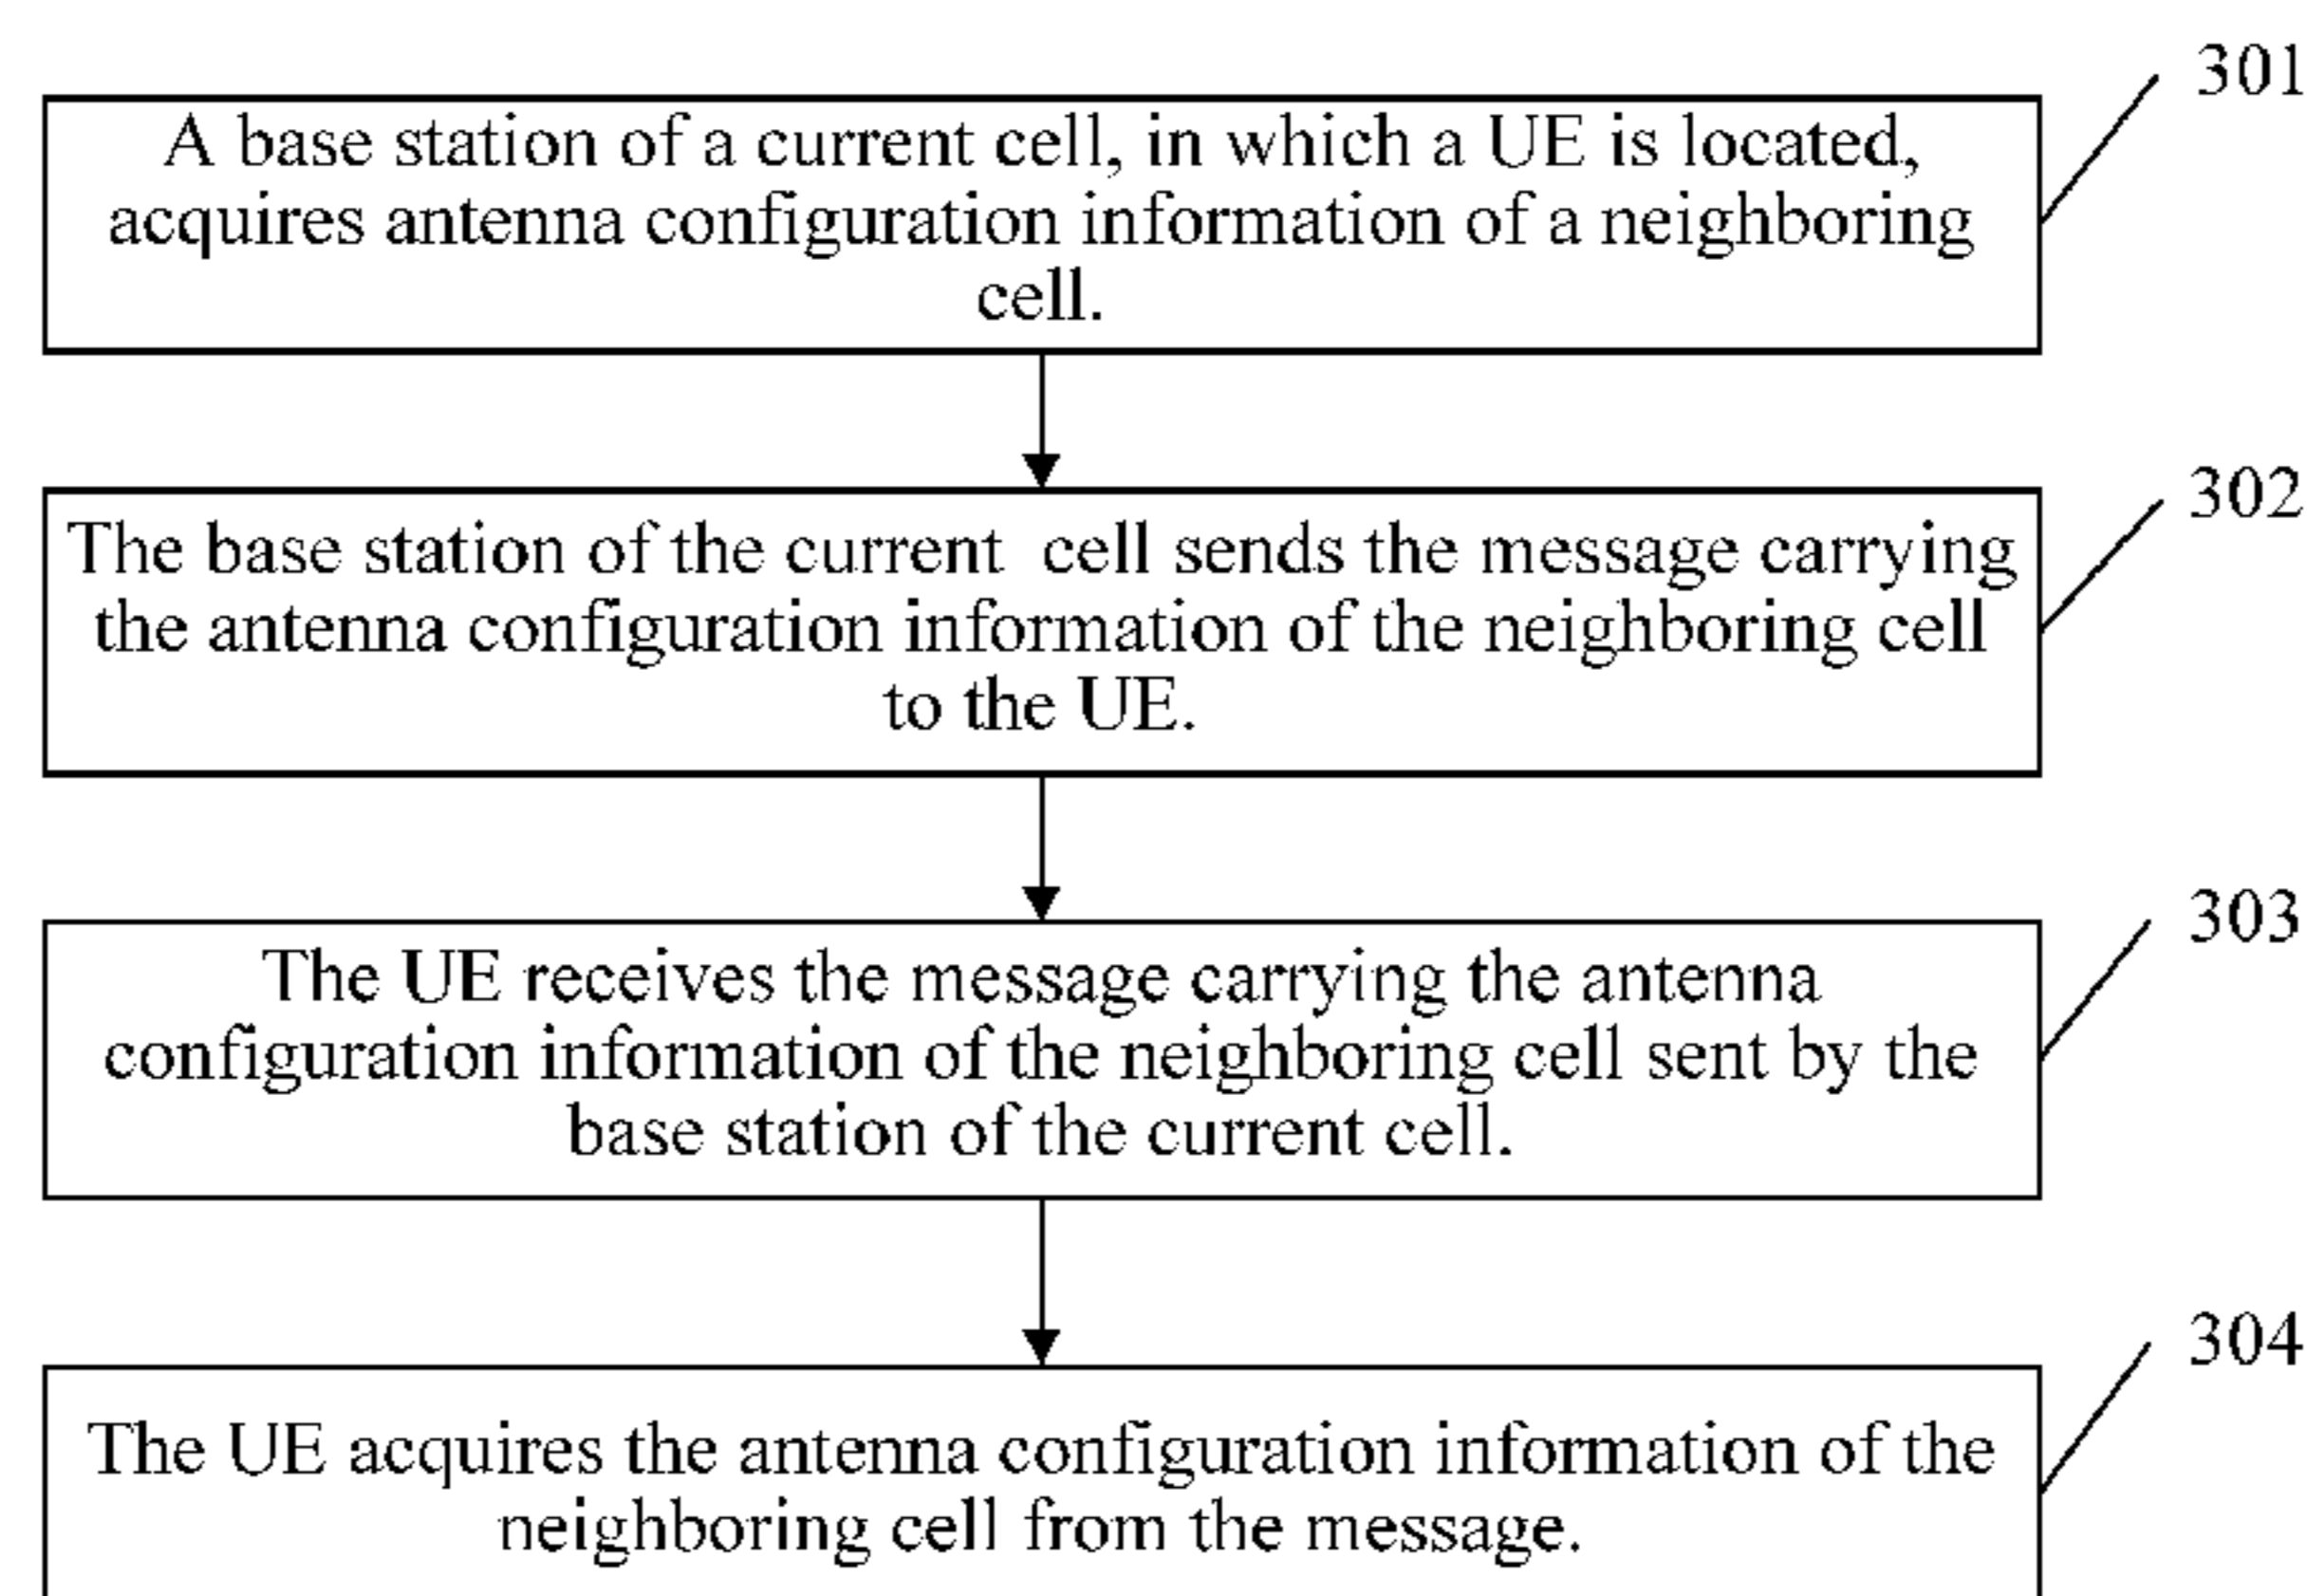 301
A base station of a current cell, in which a UE is located,
acquires antenna configuration information of a neighboring
cell.
302
The base station of the current cell sends the message carrying
the antenna configuration information of the neighboring cell
to the UE.
303
The UE receives the message carrying the antenna
configuration information of the neighboring cell sent by the
base station of the current cell.
304
The UE acquires the antenna configuration information of the
neighboring cell from the message.